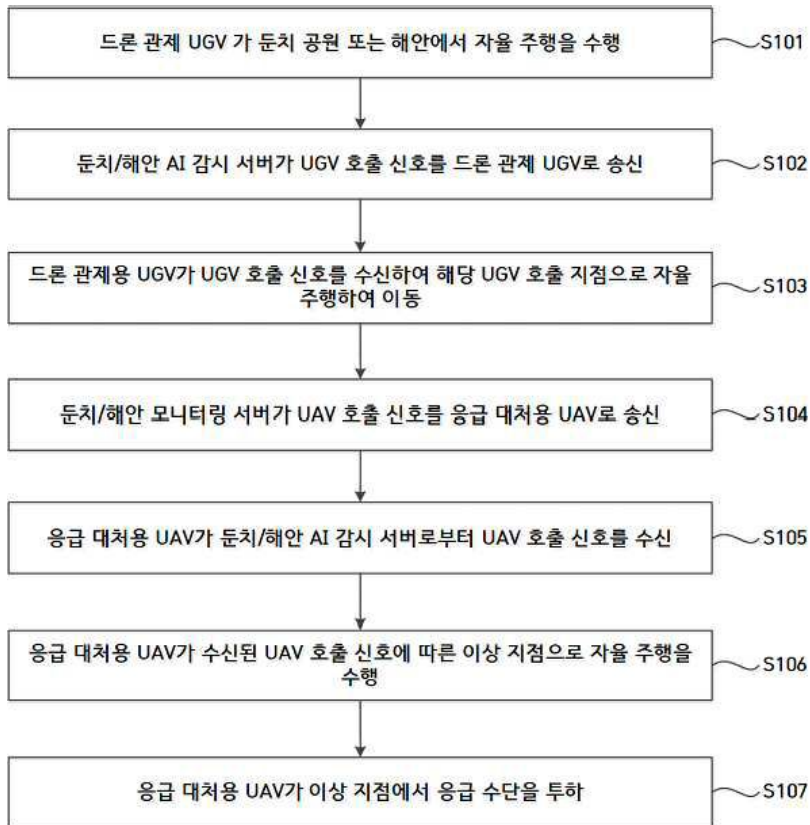 드론 관제 UGV 가 둔치 공원 또는 해안에서 자율 주행을 수행
S101
둔치/해안 AI 감시 서버가 UGV 호출 신호를 드론 관제 UGV로 송신
S102
드론 관제용 UGV가 UGV 호출 신호를 수신하여 해당 UGV 호출 지점으로 자율
주행하여 이동
S103
둔치/해안 모니터링 서버가 UAV 호출 신호를 응급 대처용 UAV로 송신
S104
응급 대처용 UAV가 둔치/해안 AI 감시 서버로부터 UAV 호출 신호를 수신
S105
응급 대처용 UAV가 수신된 UAV 호출 신호에 따른 이상 지점으로 자율 주행을
수행
S106
응급 대처용 UAV가 이상 지점에서 응급 수단을 투하
S107